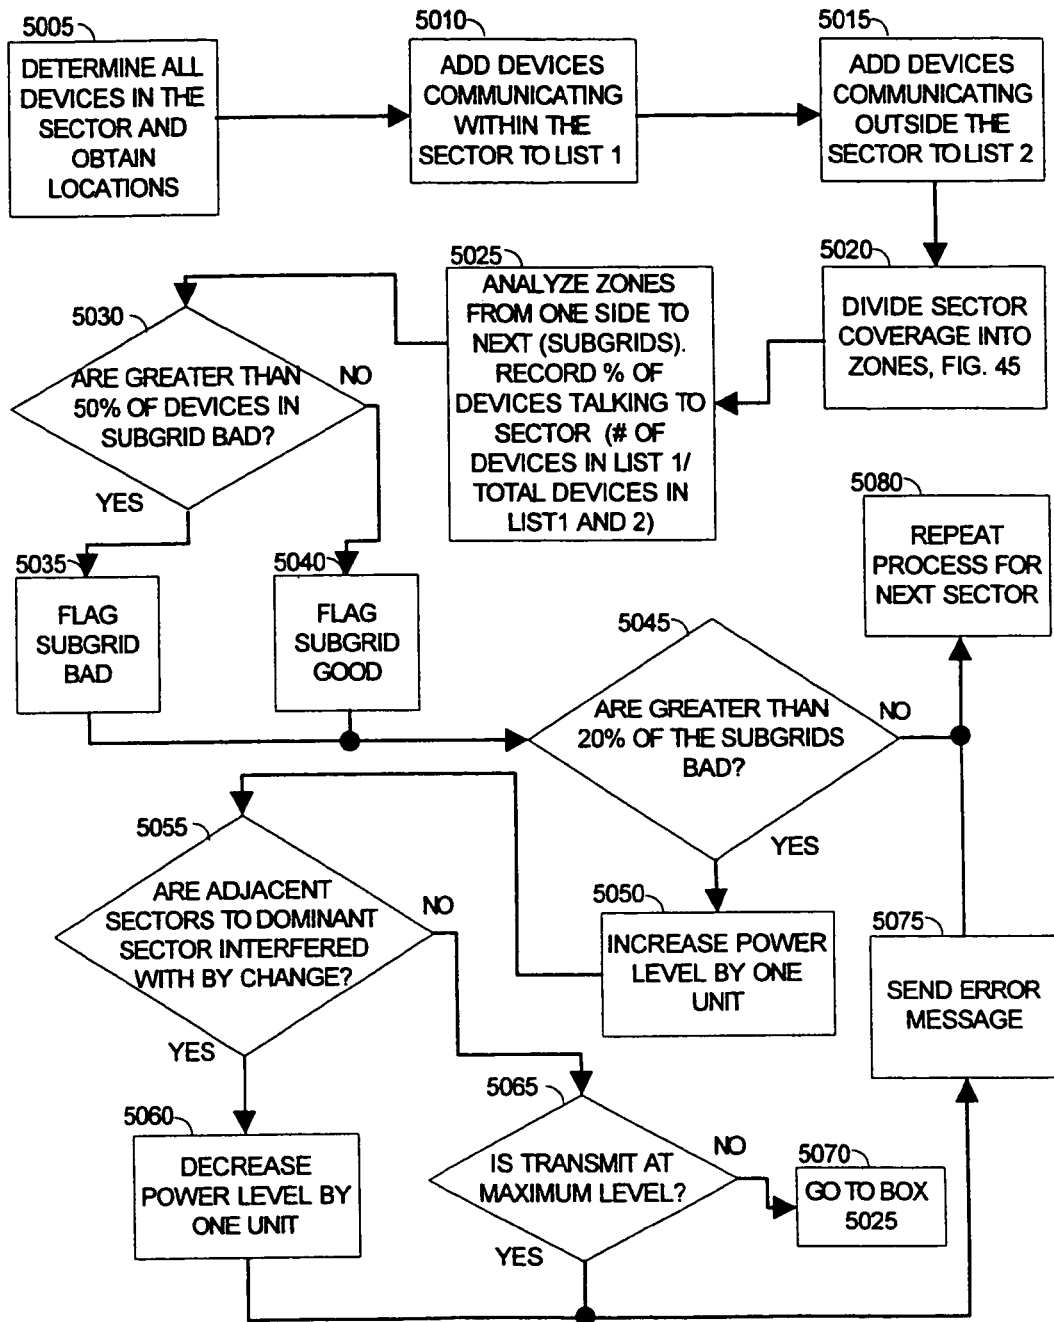 5005
DETERMINE ALL
DEVICES IN THE
SECTOR AND
OBTAIN
LOCATIONS
5010
ADD DEVICES
COMMUNICATING
WITHIN THE
SECTOR TO LIST 1
5015
ADD DEVICES
COMMUNICATING
OUTSIDE THE
SECTOR TO LIST 2
5020
DIVIDE SECTOR
COVERAGE INTO
ZONES, FIG. 45
5025
ANALYZE ZONES
FROM ONE SIDE TO
NEXT (SUBGRIDS).
RECORD % OF
DEVICES TALKING TO
SECTOR (# OF
DEVICES IN LIST 1/
TOTAL DEVICES IN
LIST1 AND 2)
5030
ARE GREATER THAN
50% OF DEVICES IN
SUBGRID BAD?
NO
YES
5035
FLAG
SUBGRID
BAD
5040
FLAG
SUBGRID
GOOD
5045
ARE GREATER THAN
20% OF THE SUBGRIDS
BAD?
NO
YES
5080
REPEAT
PROCESS FOR
NEXT SECTOR
5050
INCREASE POWER
LEVEL BY ONE
UNIT
5055
ARE ADJACENT
SECTORS TO DOMINANT
SECTOR INTERFERED
WITH BY CHANGE?
NO
YES
5075
SEND ERROR
MESSAGE
5060
DECREASE
POWER LEVEL BY
ONE UNIT
5065
IS TRANSMIT AT
MAXIMUM LEVEL?
NO
YES
5070
GO TO BOX
5025